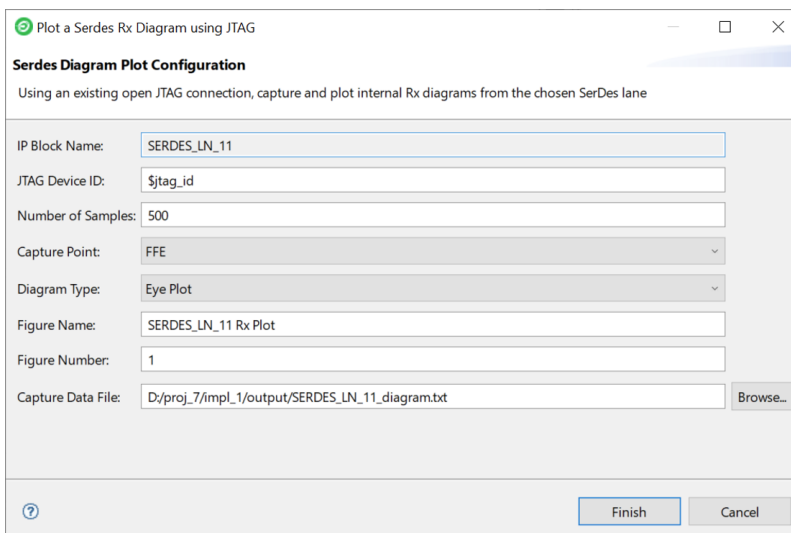 Plot a Serdes Rx Diagram using JTAG
Serdes Diagram Plot Configuration
Using an existing open JTAG connection, capture and plot internal Rx diagrams from the chosen SerDes lane
IP Block Name: SERDES_LN_11
JTAG Device ID: $jtag_id
Number of Samples: 500
Capture Point: FFE
Diagram Type: Eye Plot
Figure Name: SERDES_LN_11 Rx Plot
Figure Number: 1
Capture Data File: D:/proj_7/impl_1/output/SERDES_LN_11_diagram.txt Browse...
? Finish Cancel